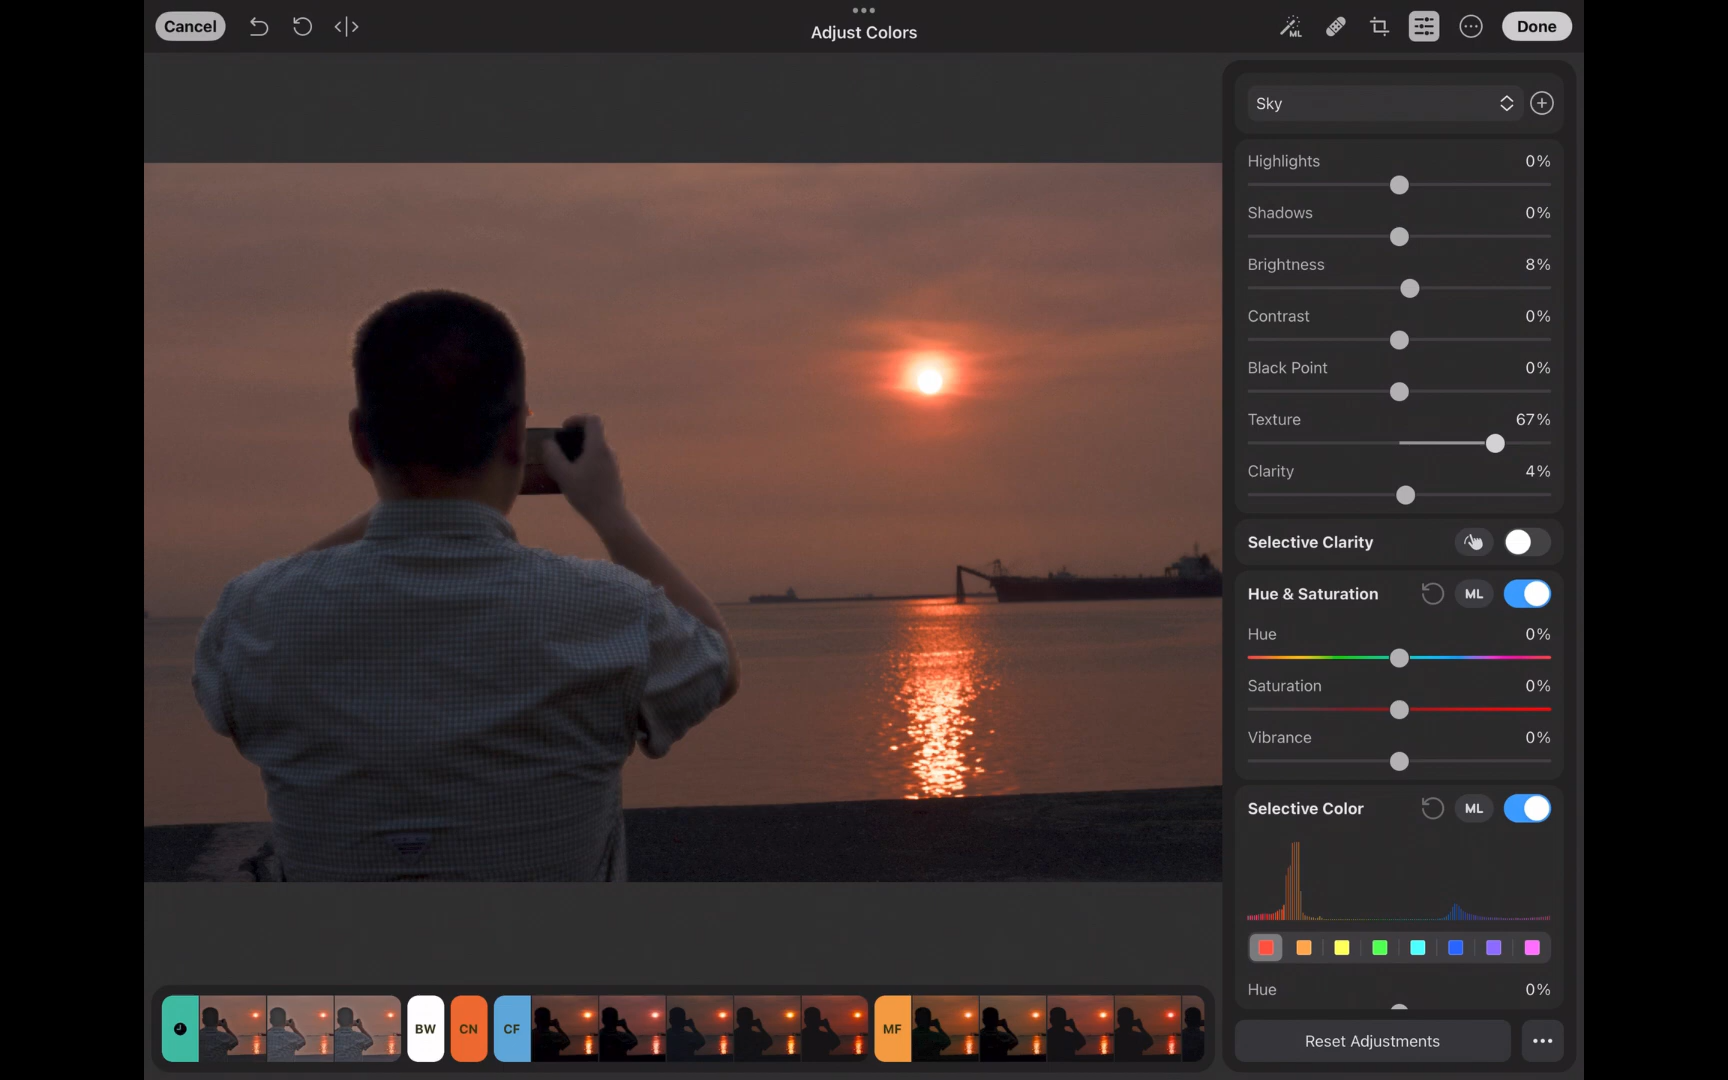 Cancel
Adjust Colors
ML
Done
Sky
Highlights 0%
Shadows 0%
Brightness 8%
Contrast 0%
Black Point 0%
Texture 67%
Clarity 4%
Selective Clarity
Hue & Saturation ML
Hue 0%
Saturation 0%
Vibrance 0%
Selective Color ML
Hue 0%
BW CN CF MF
Reset Adjustments